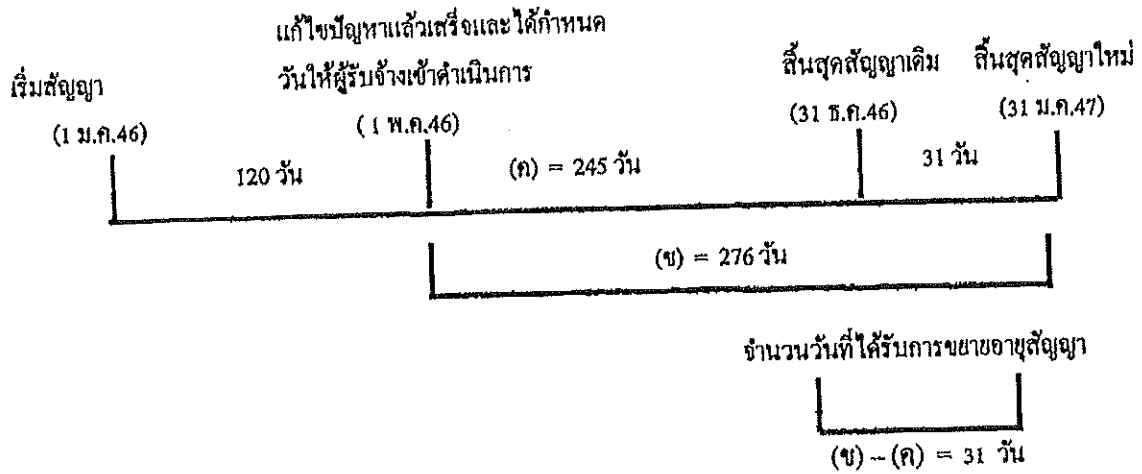 แก้ไขปัญหาแล้วเสร็จและได้กำหนด
วันให้ผู้รับจ้างเข้าดำเนินการ
เริ่มสัญญา
สิ้นสุดสัญญาเดิม สิ้นสุดสัญญาใหม่
(1 ม.ค.46)
(1 พ.ค.46)
(31 ธ.ค.46)
(31 ม.ค.47)
120 วัน
(ค) = 245 วัน
31 วัน
(ข) = 276 วัน
จำนวนวันที่ได้รับการขยายอายุสัญญา
(ข) – (ค) = 31 วัน